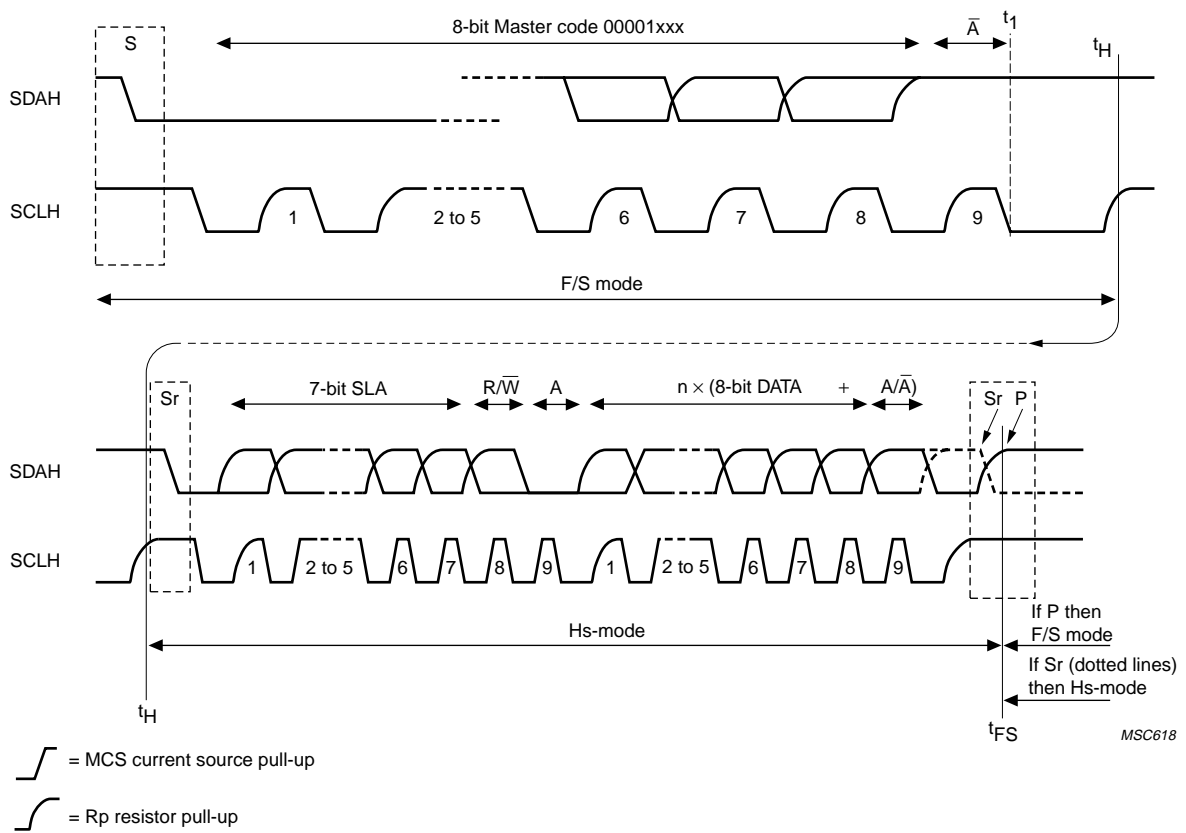 8-bit Master code 00001xxx
A̅
t1
S
tH
SDAH
SCLH
1
2 to 5
6
7
8
9
F/S mode
7-bit SLA
R/W̅
A
n × (8-bit DATA + A/A̅)
Sr
Sr P
SDAH
SCLH
1
2 to 5
6
7
8
9
1
2 to 5
6
7
8
9
Hs-mode
If P then
F/S mode
If Sr (dotted lines)
then Hs-mode
tH
tFS
MSC618
= MCS current source pull-up
= Rp resistor pull-up